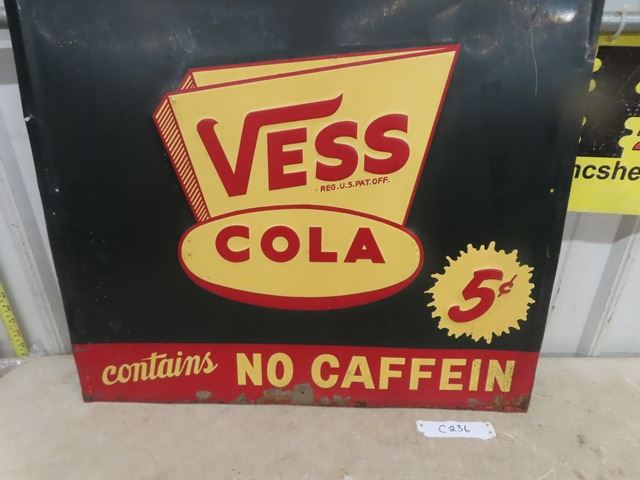 VESS
REG. U.S. PAT. OFF.
COLA
5¢
contains NO CAFFEIN
C236